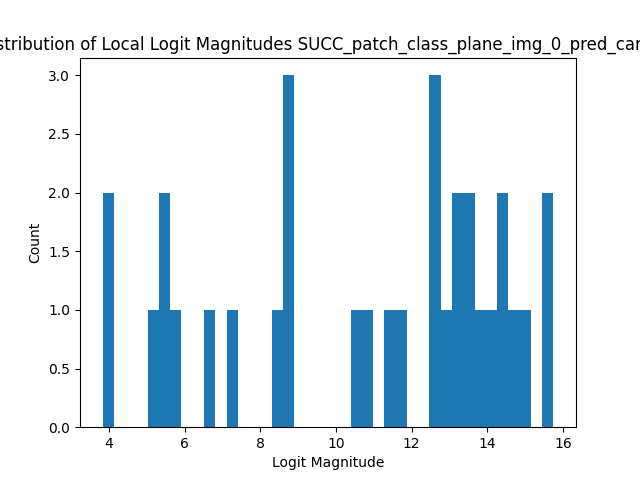 stribution of Local Logit Magnitudes SUCC_patch_class_plane_img_0_pred_car
3.0
2.5
2.0
1.5
1.0
0.5
0.0
Count
4 6 8 10 12 14 16
Logit Magnitude